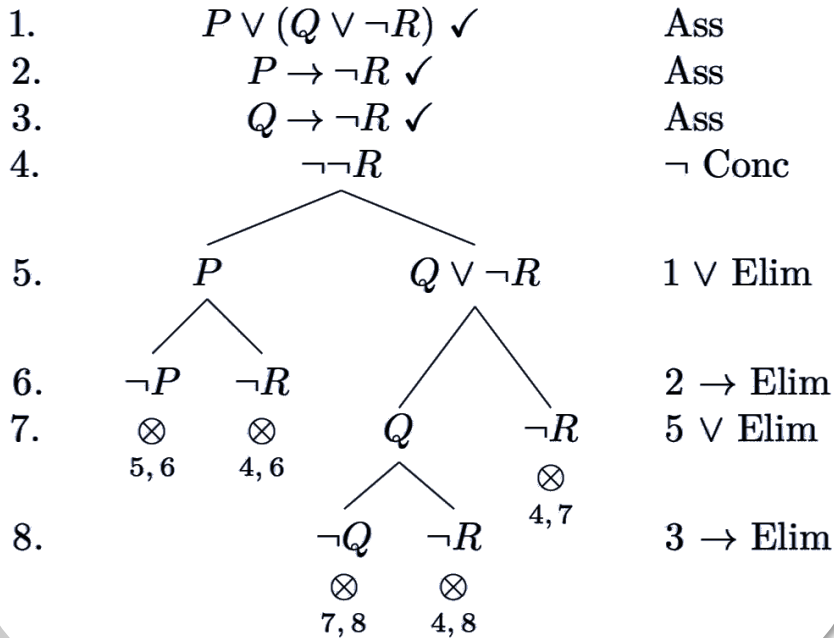 1. P ∨ (Q ∨ ¬R) ✓ Ass
2. P → ¬R ✓ Ass
3. Q → ¬R ✓ Ass
4. ¬¬R ¬ Conc
5. P Q ∨ ¬R 1 ∨ Elim
6. ¬P ¬R 2 → Elim
7. ⊗ ⊗ Q ¬R 5 ∨ Elim
5, 6 4, 6 ⊗
4, 7
8. ¬Q ¬R 3 → Elim
⊗ ⊗
7, 8 4, 8